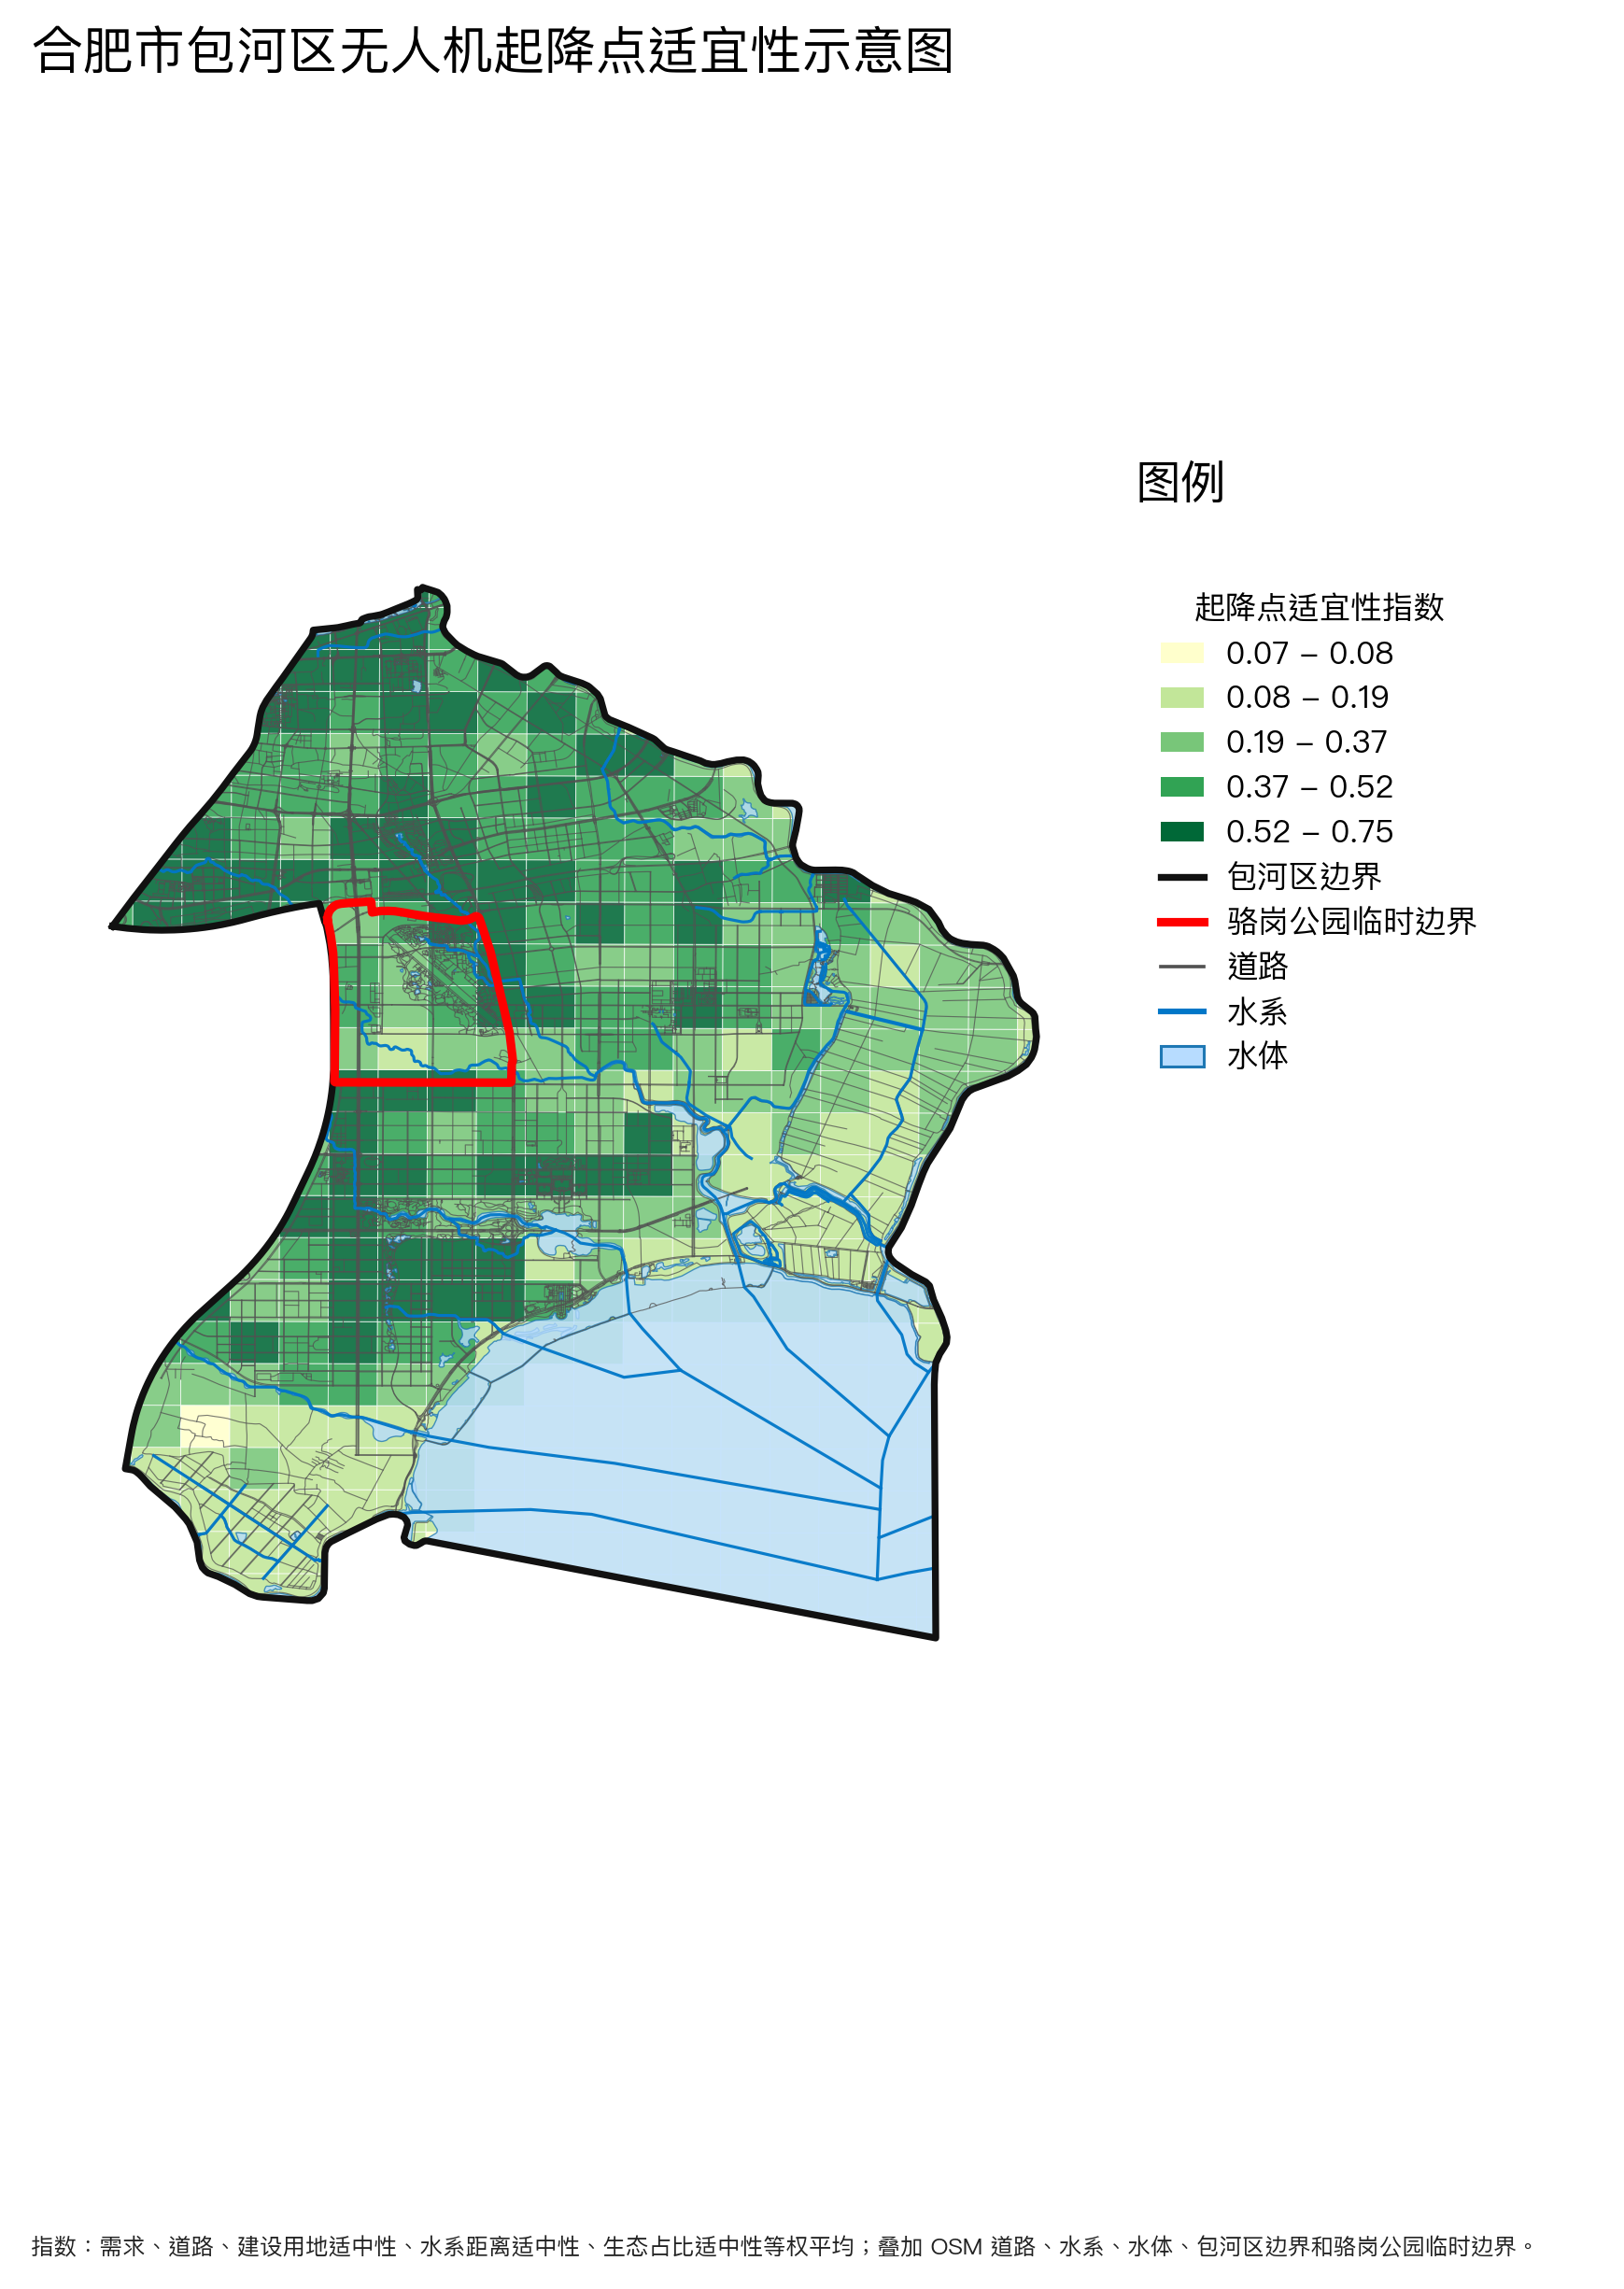 合肥市包河区无人机起降点适宜性示意图
图例
起降点适宜性指数
0.07 – 0.08
0.08 – 0.19
0.19 – 0.37
0.37 – 0.52
0.52 – 0.75
包河区边界
骆岗公园临时边界
道路
水系
水体
指数：需求、道路、建设用地适中性、水系距离适中性、生态占比适中性等权平均；叠加 OSM 道路、水系、水体、包河区边界和骆岗公园临时边界。